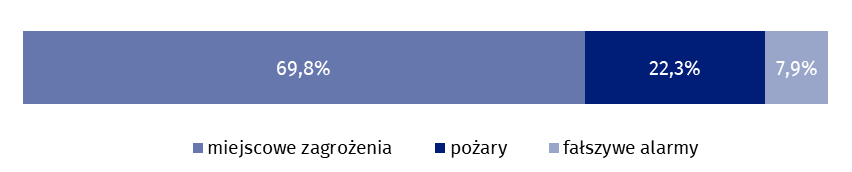 69,8% 22,3% 7,9%
miejscowe zagrożenia pożary fałszywe alarmy